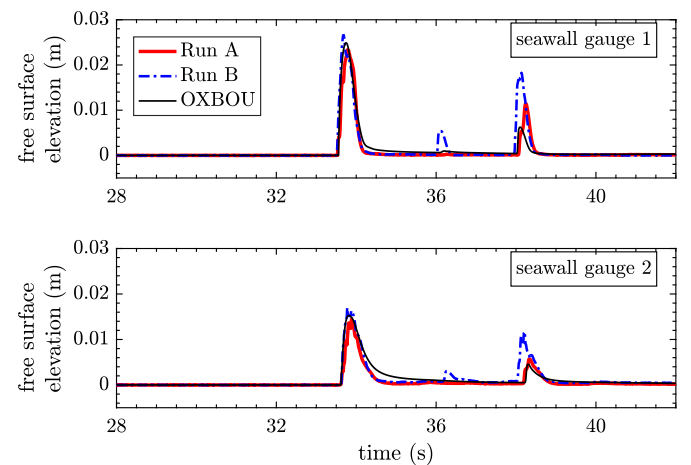 0.03
seawall gauge 1
Run A
Run B
OXBOU
0.02
0.01
0
free surface
elevation (m)
28
32
36
40
0.03
seawall gauge 2
0.02
0.01
0
free surface
elevation (m)
28
32
36
40
time (s)